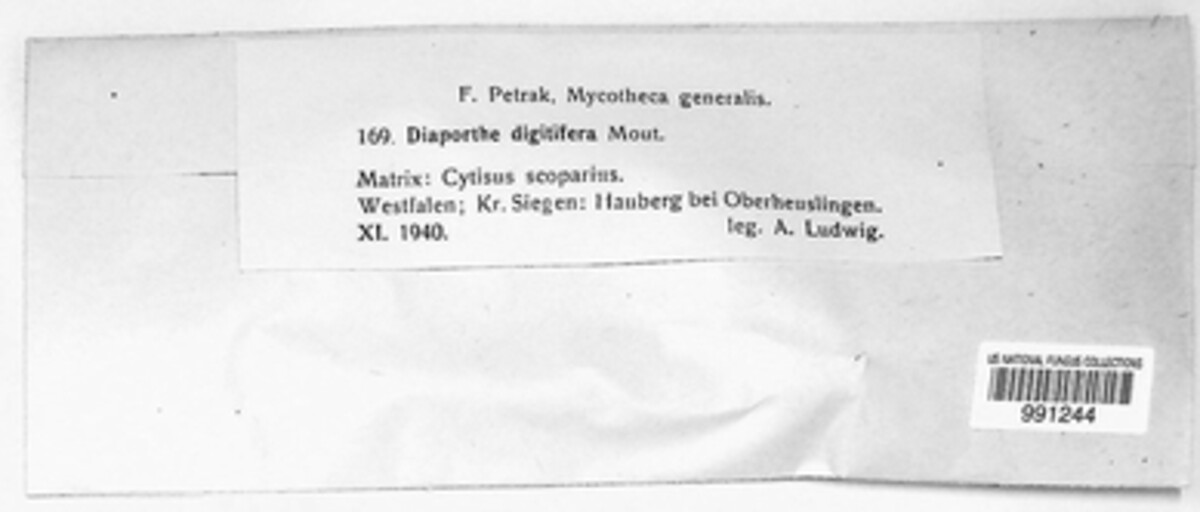 F. Petrak, Mycotheca generalis.
169. Diaporthe digitifera Mout.
Matrix: Cytisus scoparius.
Westfalen; Kr. Siegen: Hauberg bei Oberheuslingen.
XI. 1940. leg. A. Ludwig.
US NATIONAL FUNGUS COLLECTIONS
991244